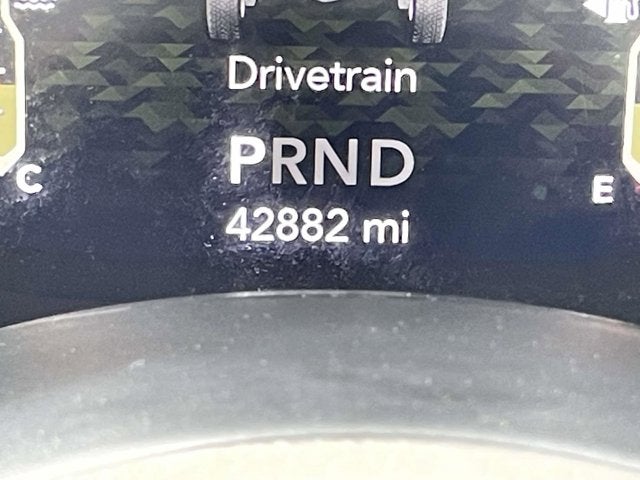 Drivetrain
PRND
C
E
42882 mi